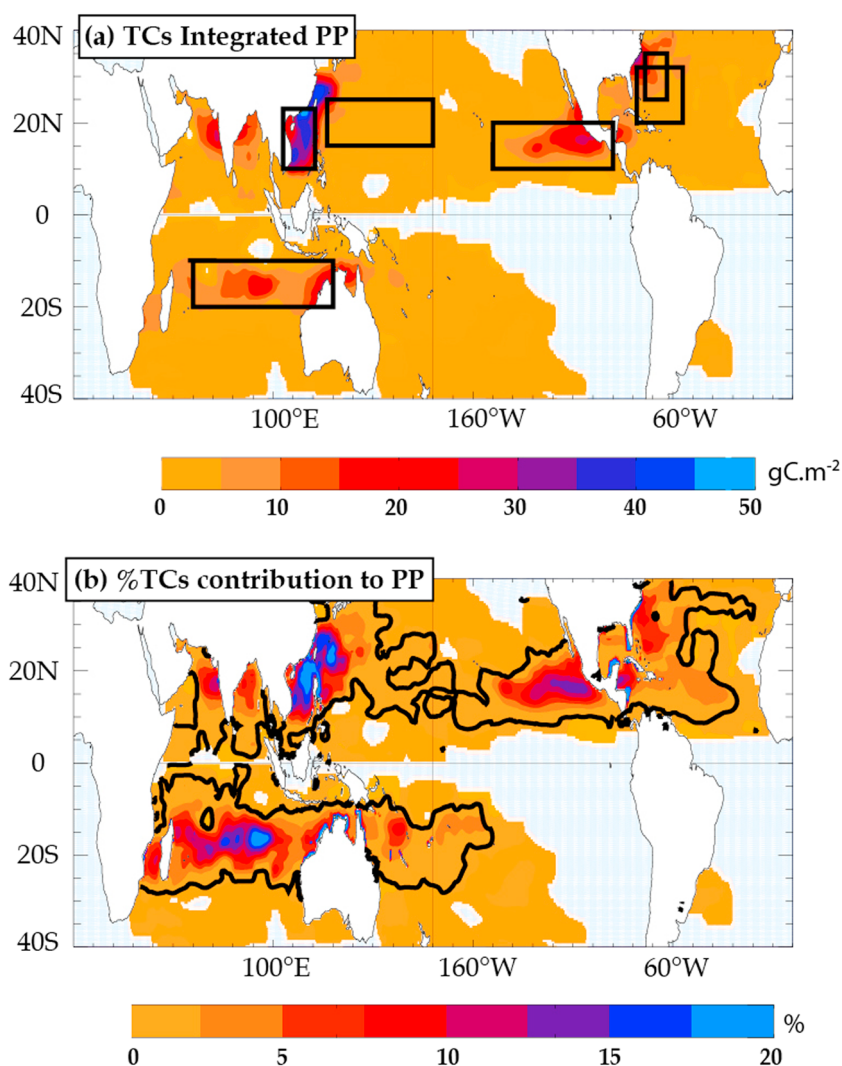 (a) TCs Integrated PP
40N
20N
0
20S
40S
100°E 160°W 60°W
0 10 20 30 40 50 gC.m-2
(b) %TCs contribution to PP
40N
20N
0
20S
40S
100°E 160°W 60°W
0 5 10 15 20 %